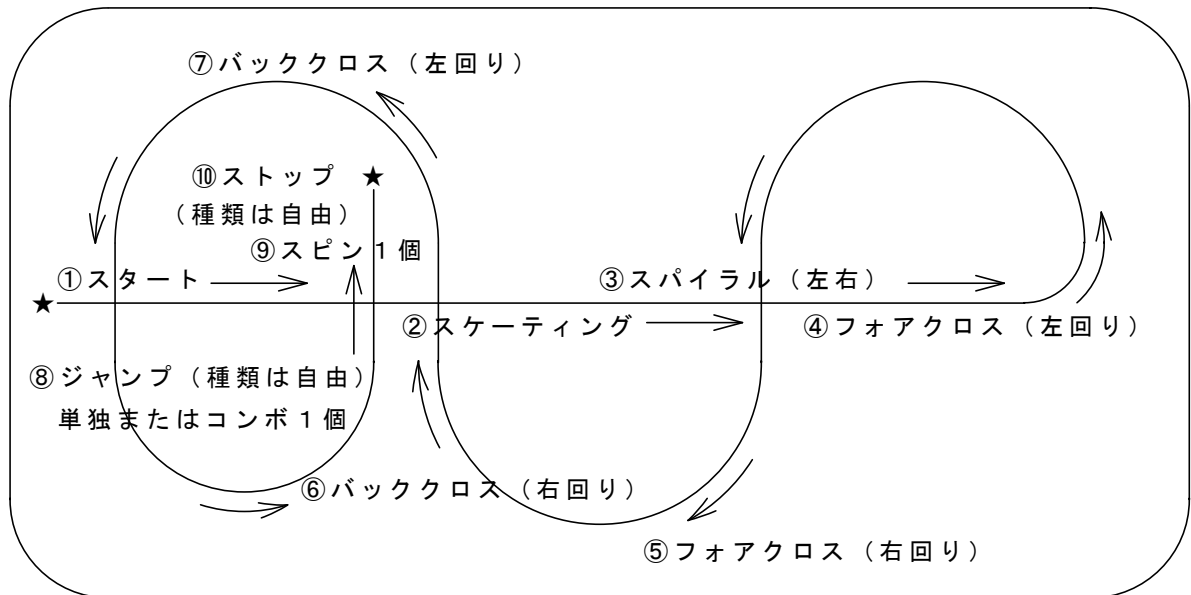 ⑦バッククロス（左回り）
⑩ストップ ★
（種類は自由）
⑨スピン１個
①スタート
③スパイラル（左右）
★
②スケーティング
④フォアクロス（左回り）
⑧ジャンプ（種類は自由）
単独またはコンボ１個
⑥バッククロス（右回り）
⑤フォアクロス（右回り）